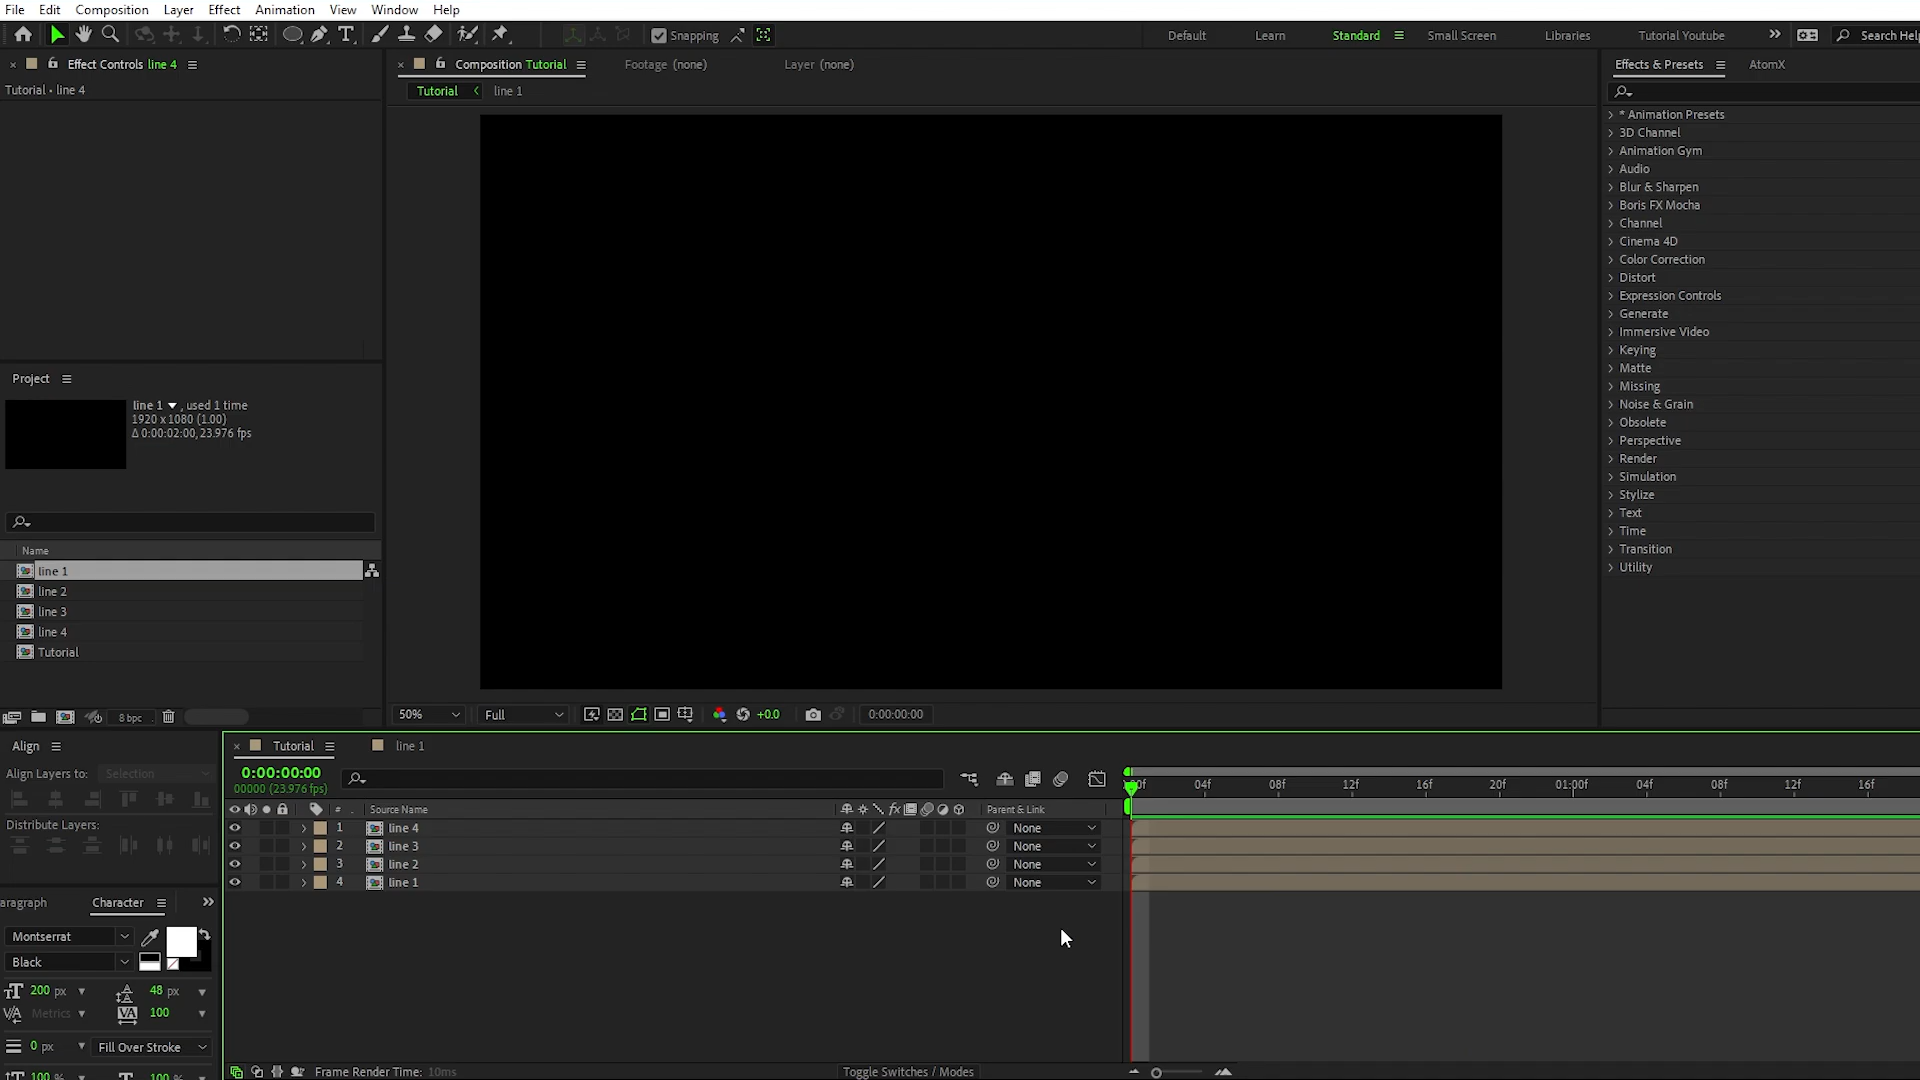 File Edit Composition Layer Effect Animation View Window Help
Snapping
Default Learn Standard Small Screen Libraries Tutorial Youtube Search Help
Effect Controls line 4
Composition Tutorial Footage (none) Layer (none)
Effects & Presets AtomX
Tutorial • line 4
Tutorial line 1
* Animation Presets
3D Channel
Animation Gym
Audio
Blur & Sharpen
Boris FX Mocha
Channel
Cinema 4D
Color Correction
Distort
Expression Controls
Generate
Immersive Video
Keying
Matte
Missing
Noise & Grain
Obsolete
Perspective
Render
Simulation
Stylize
Text
Time
Transition
Utility
Project
line 1 , used 1 time
1920 x 1080 (1.00)
Δ 0:00:02:00, 23.976 fps
Name
line 1
line 2
line 3
line 4
Tutorial
8 bpc
50% Full +0.0 0:00:00:00
Align
Align Layers to: Selection
Distribute Layers:
Tutorial line 1
0:00:00:00
00000 (23.976 fps)
04f 08f 12f 16f 20f 01:00f 04f 08f 12f 16f
# Source Name fx Parent & Link
1 line 4 None
2 line 3 None
3 line 2 None
4 line 1 None
aragraph Character
Montserrat
Black
200 px 48 px
Metrics 100
0 px Fill Over Stroke
100 % 100 %
Frame Render Time: 10ms
Toggle Switches / Modes